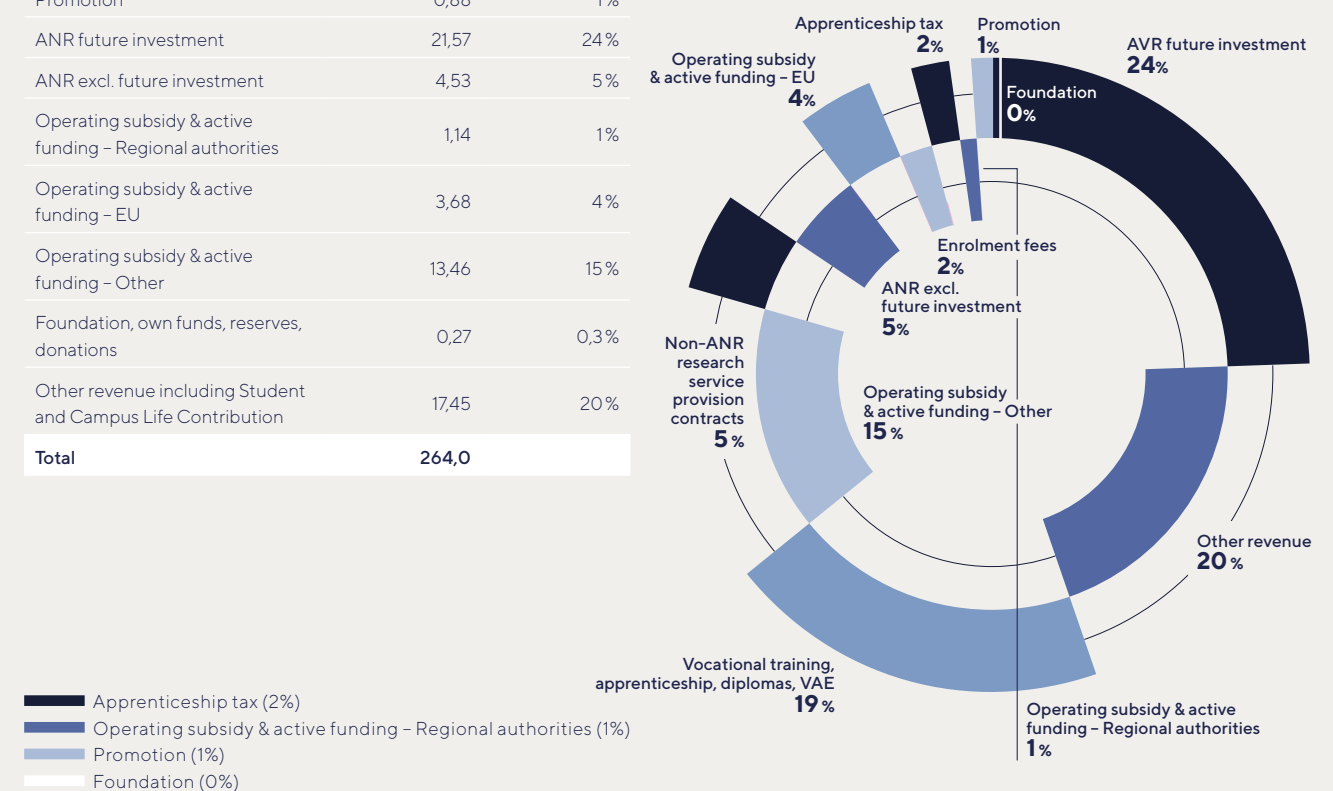 Promotion 0,88 1%
ANR future investment 21,57 24%
ANR excl. future investment 4,53 5%
Operating subsidy & active
funding – Regional authorities 1,14 1%
Operating subsidy & active
funding – EU 3,68 4%
Operating subsidy & active
funding – Other 13,46 15%
Foundation, own funds, reserves,
donations 0,27 0,3%
Other revenue including Student
and Campus Life Contribution 17,45 20%
Total 264,0
Apprenticeship tax (2%)
Operating subsidy & active funding – Regional authorities (1%)
Promotion (1%)
Foundation (0%)
Apprenticeship tax
2%
Promotion
1%
AVR future investment
24%
Operating subsidy
& active funding – EU
4%
Foundation
0%
Enrolment fees
2%
ANR excl.
future investment
5%
Non-ANR
research
service
provision
contracts
5%
Operating subsidy
& active funding – Other
15%
Other revenue
20%
Vocational training,
apprenticeship, diplomas, VAE
19%
Operating subsidy & active
funding – Regional authorities
1%